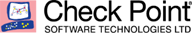 Check Point
SOFTWARE TECHNOLOGIES LTD